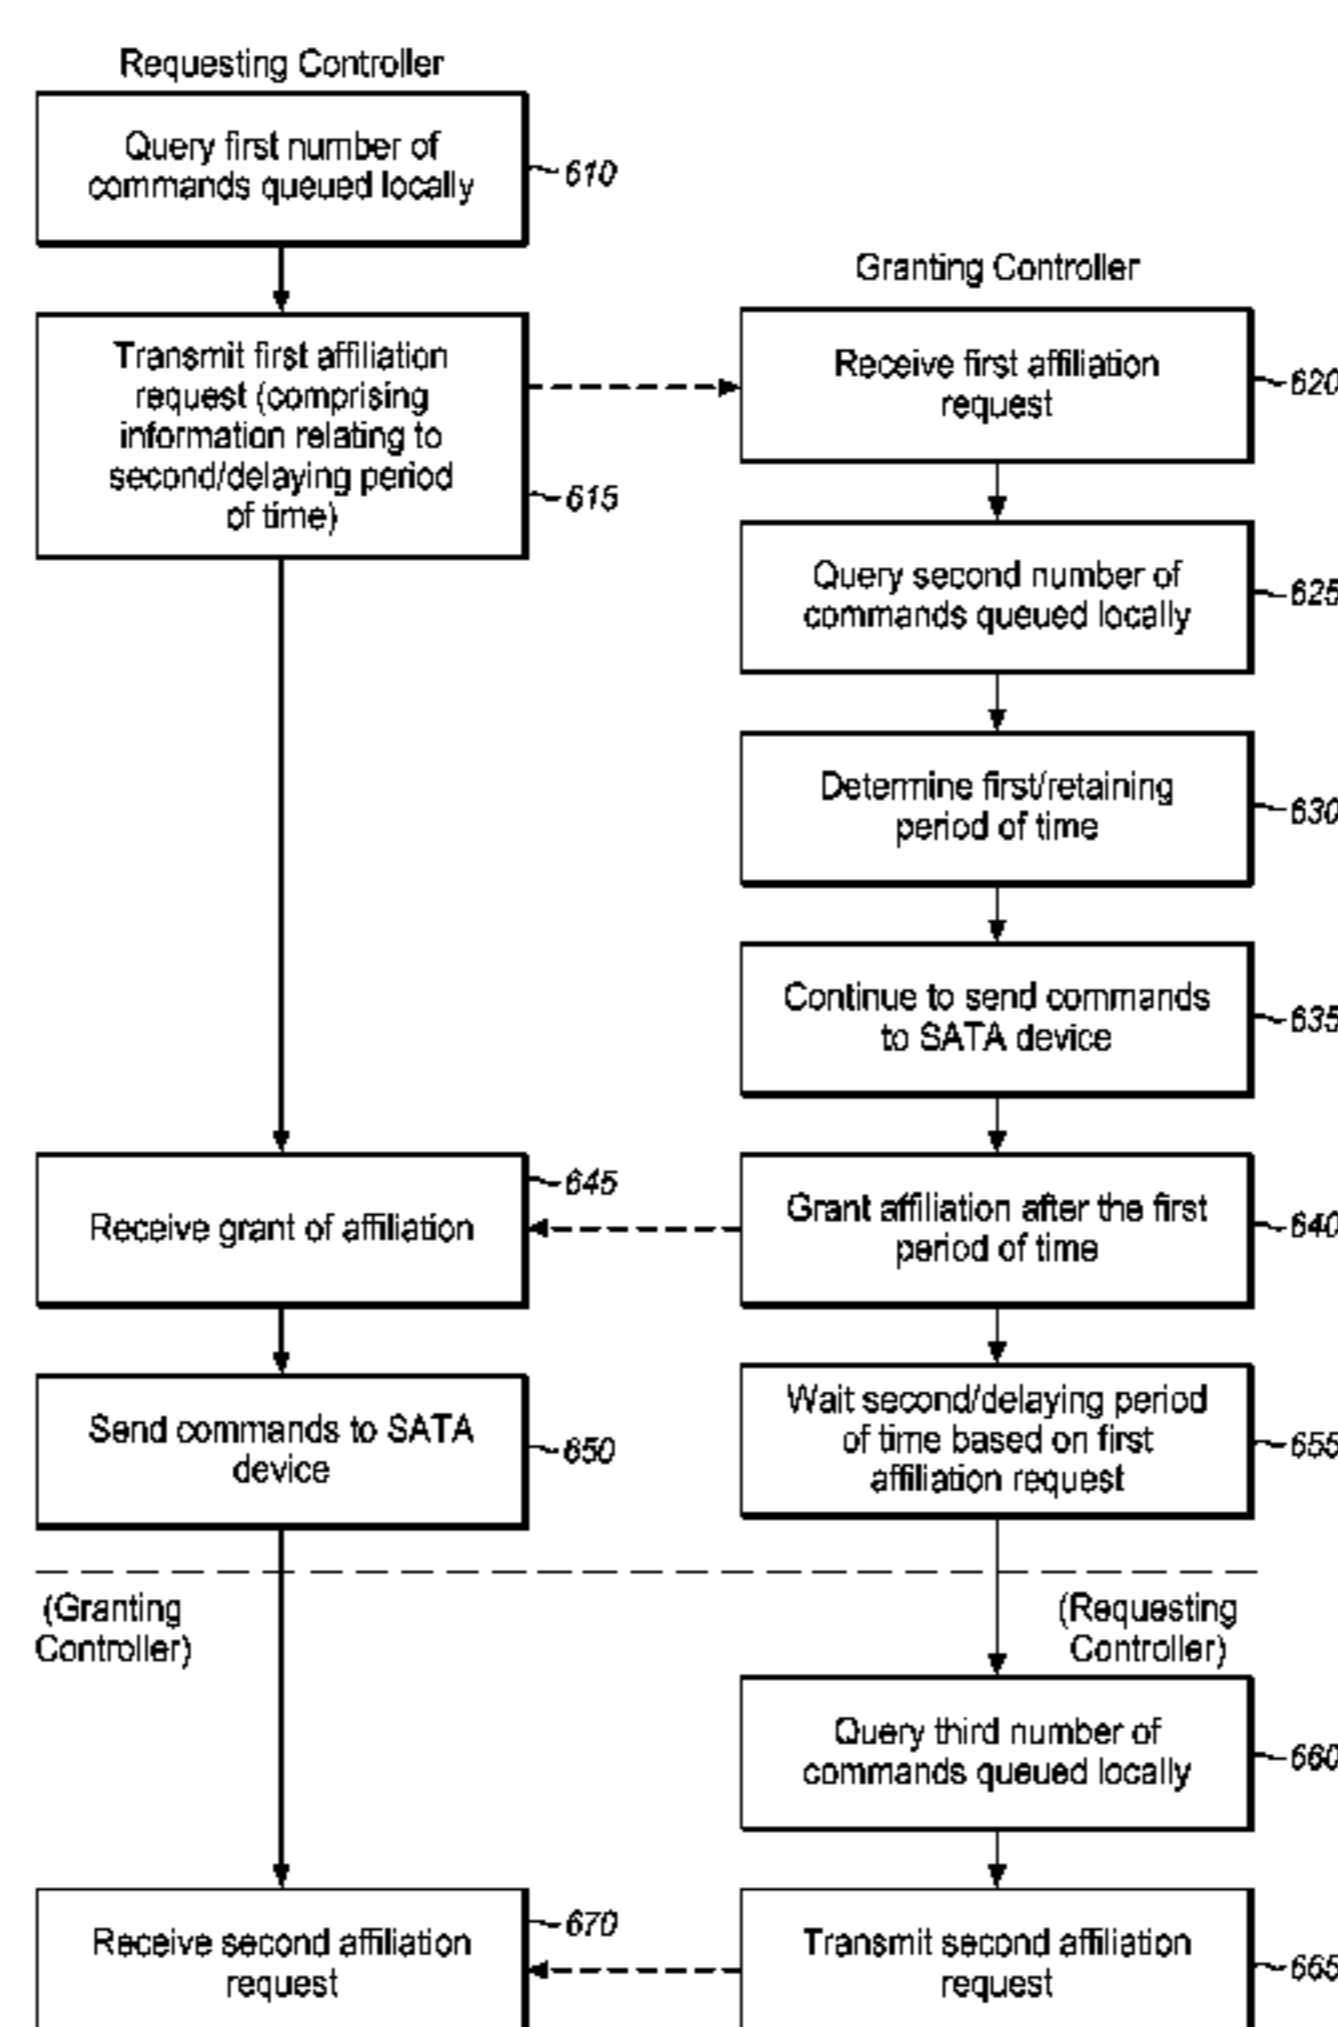 Requesting Controller
Query first number of
commands queued locally
610
Granting Controller
Transmit first affiliation
request (comprising
information relating to
second/delaying period
of time)
615
Receive first affiliation
request
620
Query second number of
commands queued locally
625
Determine first/retaining
period of time
630
Continue to send commands
to SATA device
635
Receive grant of affiliation
645
Grant affiliation after the first
period of time
640
Send commands to SATA
device
650
Wait second/delaying period
of time based on first
affiliation request
655
(Granting
Controller)
(Requesting
Controller)
Query third number of
commands queued locally
660
Receive second affiliation
request
670
Transmit second affiliation
request
665